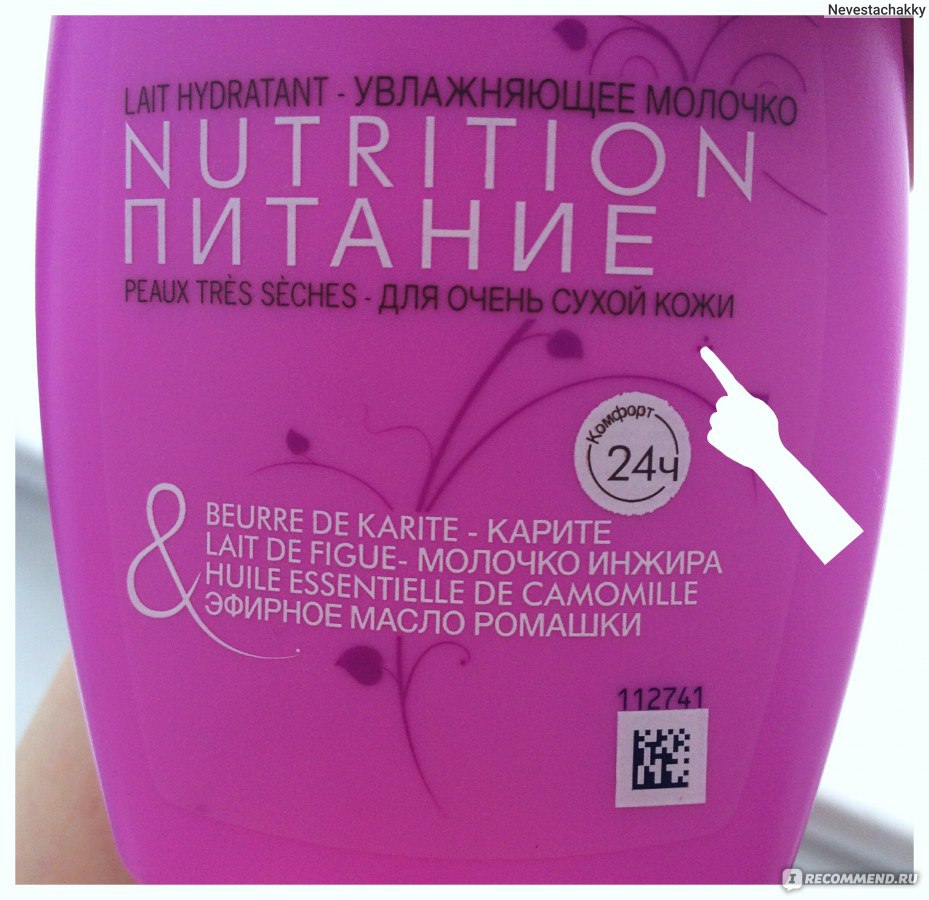 Nevestachakky
LAIT HYDRATANT - УВЛАЖНЯЮЩЕЕ МОЛОЧКО
NUTRITION
ПИТАНИЕ
PEAUX TRÈS SÈCHES - ДЛЯ ОЧЕНЬ СУХОЙ КОЖИ
Комфорт
24ч
& BEURRE DE KARITE - КАРИТЕ
LAIT DE FIGUE- МОЛОЧКО ИНЖИРА
HUILE ESSENTIELLE DE CAMOMILLE
ЭФИРНОЕ МАСЛО РОМАШКИ
112741
I RECOMMEND.RU